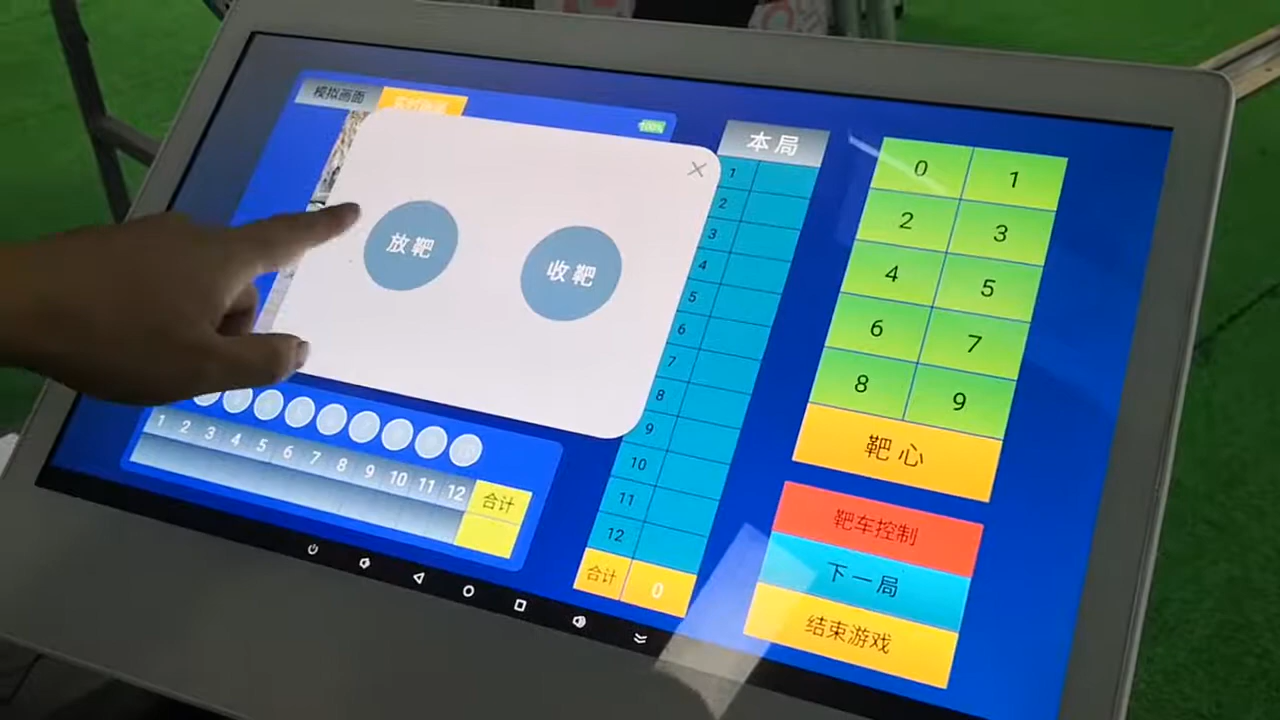 模拟画面
100%
放靶
收靶
1 2 3 4 5 6 7 8 9 10 11 12
合计
本局
1
2
3
4
5
6
7
8
9
10
11
12
合计 0
0 1
2 3
4 5
6 7
8 9
靶心
靶车控制
下一局
结束游戏